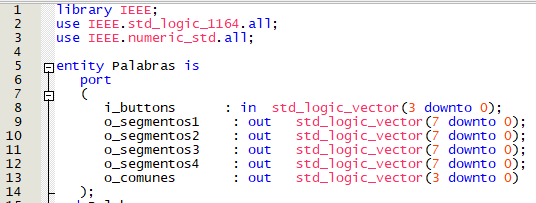 1 library IEEE;
2 use IEEE.std_logic_1164.all;
3 use IEEE.numeric_std.all;
4
5 entity Palabras is
6 port
7 (
8 i_buttons : in std_logic_vector(3 downto 0);
9 o_segmentos1 : out std_logic_vector(7 downto 0);
10 o_segmentos2 : out std_logic_vector(7 downto 0);
11 o_segmentos3 : out std_logic_vector(7 downto 0);
12 o_segmentos4 : out std_logic_vector(7 downto 0);
13 o_comunes : out std_logic_vector(3 downto 0)
14 );